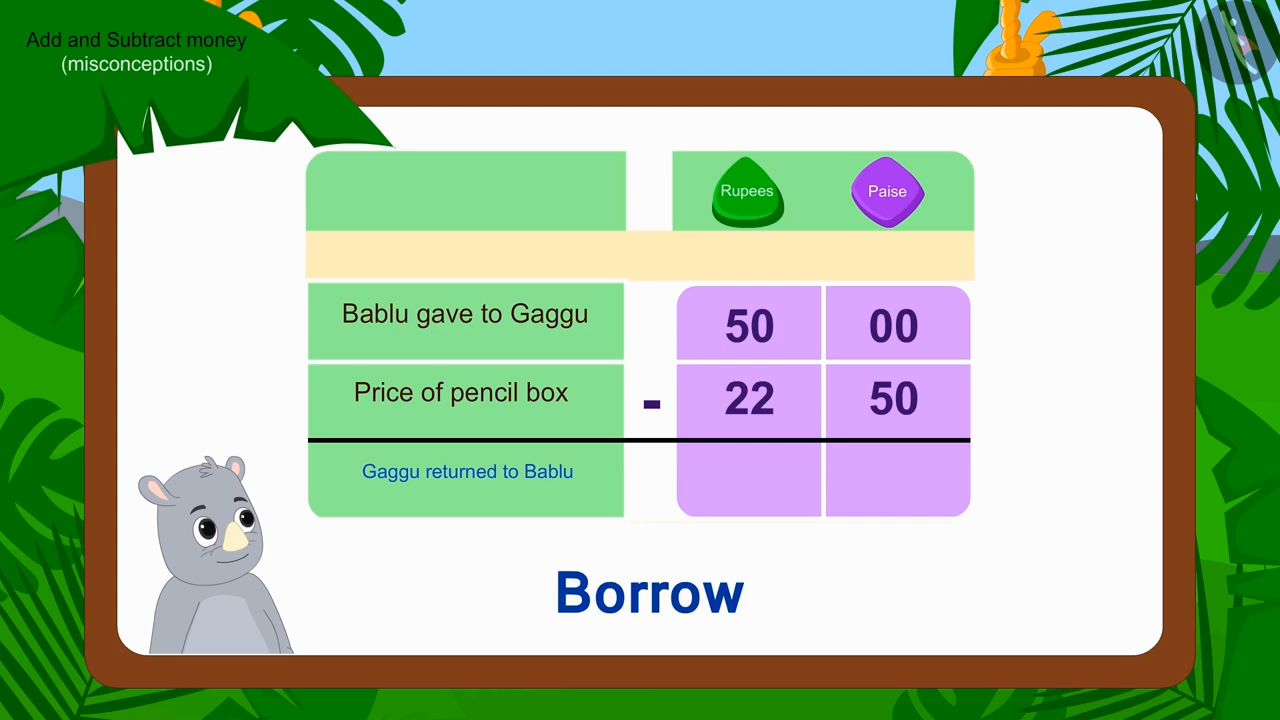 Add and Subtract money
(misconceptions)
Rupees Paise
Bablu gave to Gaggu 50 00
Price of pencil box - 22 50
Gaggu returned to Bablu
Borrow